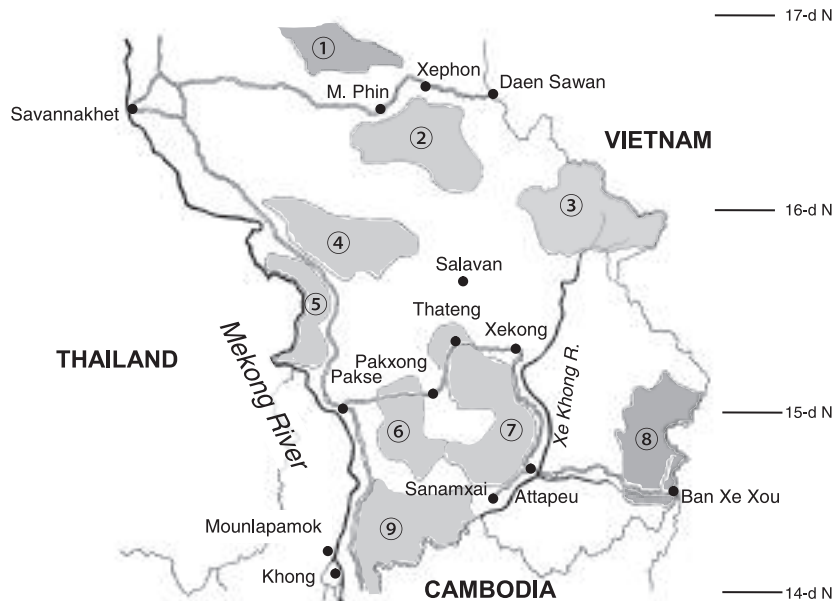 17-d N
①
Xephon
M. Phin
Daen Sawan
Savannakhet
②
VIETNAM
③
16-d N
④
Salavan
⑤
Thateng
Xekong
THAILAND
Mekong River
Pakxong
Pakse
Xe Khong R.
15-d N
⑥
⑦
⑧
Sanamxai
Attapeu
Ban Xe Xou
⑨
Mounlapamok
Khong
CAMBODIA
14-d N